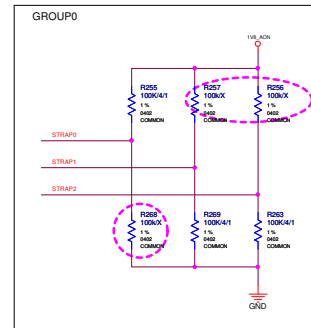 GROUP0
1V8_AON
R255
100K/4/1
1 %
0402
COMMON
R257
100k/X
1 %
0402
COMMON
R256
100k/X
1 %
0402
COMMON
STRAP0
STRAP1
STRAP2
R268
100k/X
1 %
0402
COMMON
R269
100K/4/1
1 %
0402
COMMON
R263
100K/4/1
1 %
0402
COMMON
GND